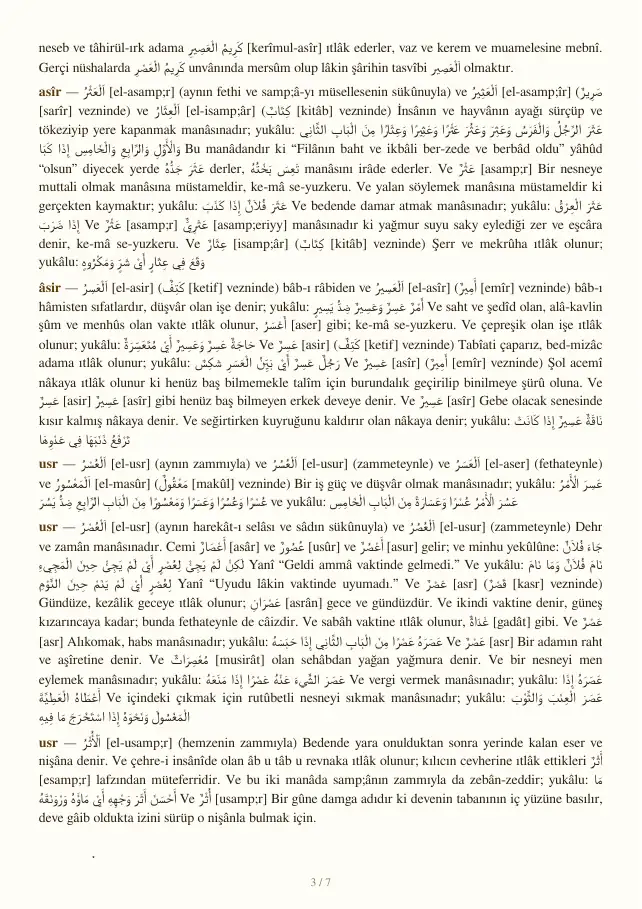 neseb ve tâhirül-ırk adama كَرِيمُ الْعَصِيرِ [kerîmul-asîr] ıtlâk ederler, vaz ve kerem ve muamelesine mebnî.
Gerçi nüshalarda كَرِيمُ الْعَصْرِ unvânında mersûm olup lâkin şârihin tasvîbi اَلْعَصِيرِ olmaktır.
asîr — اَلْعَثْرُ [el-asamp;r] (aynın fethi ve samp;â-yı müsellesenin sükûnuyla) ve اَلْعَثِيرُ [el-asamp;îr] (صَرِيرٌ
[sarîr] vezninde) ve اَلْعِثَارُ [el-isamp;âr] (كِتَابٌ [kitâb] vezninde) İnsânın ve hayvânın ayağı sürçüp ve
tökeziyip yere kapanmak manâsınadır; yukâlu: عَثَرَ الرَّجُلُ وَالْفَرَسُ وَعَثِرَ وَعَثُرَ عَثْرًا وَعَثِيرًا وَعِثَارًا مِنَ الْبَابِ الثَّانِي
وَالْأَوَّلِ وَالرَّابِعِ وَالْخَامِسِ إِذَا كَبَا Bu manâdandır ki “Filânın baht ve ikbâli ber-zede ve berbâd oldu” yâhûd
“olsun” diyecek yerde عَثَرَ جَدُّهُ derler, تَعِسَ بَخْتُهُ manâsını irâde ederler. Ve عَثْرٌ [asamp;r] Bir nesneye
muttali olmak manâsına müstameldir, ke-mâ se-yuzkeru. Ve yalan söylemek manâsına müstameldir ki
gerçekten kaymaktır; yukâlu: عَثَرَ فُلَانٌ إِذَا كَذَبَ Ve bedende damar atmak manâsınadır; yukâlu: عَثَرَ الْعِرْقُ
إِذَا ضَرَبَ Ve عَثْرٌ [asamp;r] عَثَرِيٌّ [asamp;eriyy] manâsınadır ki yağmur suyu saky eylediği zer ve eşcâra
denir, ke-mâ se-yuzkeru. Ve عِثَارٌ [isamp;âr] (كِتَابٌ [kitâb] vezninde) Şerr ve mekrûha ıtlâk olunur;
yukâlu: وَقَعَ فِي عِثَارٍ أَيْ شَرٍّ وَمَكْرُوهٍ
âsir — اَلْعَسِرُ [el-asir] (كَتِفٌ [ketif] vezninde) bâb-ı râbiden ve اَلْعَسِيرُ [el-asîr] (أَمِيرٌ [emîr] vezninde) bâb-ı
hâmisten sıfatlardır, düşvâr olan işe denir; yukâlu: أَمْرٌ عَسِرٌ وَعَسِيرٌ ضِدُّ يَسِيرٍ Ve saht ve şedîd olan, alâ-kavlin
şûm ve menhûs olan vakte ıtlâk olunur, أَعْسَرُ [aser] gibi; ke-mâ se-yuzkeru. Ve çepreşik olan işe ıtlâk
olunur; yukâlu: حَاجَةٌ عَسِرٌ وَعَسِيرٌ أَيْ مُتَعَسِّرَةٌ Ve عَسِرٌ [asir] (كَتِفٌ [ketif] vezninde) Tabîati çaparız, bed-mizâc
adama ıtlâk olunur; yukâlu: رَجُلٌ عَسِرٌ أَيْ بَيِّنُ الْعَسَرِ شَكِسٌ Ve عَسِيرٌ [asîr] (أَمِيرٌ [emîr] vezninde) Şol acemî
nâkaya ıtlâk olunur ki henüz baş bilmemekle talîm için burundalık geçirilip binilmeye şürû oluna. Ve
عَسِرٌ [asir] عَسِيرٌ [asîr] gibi henüz baş bilmeyen erkek deveye denir. Ve عَسِيرٌ [asîr] Gebe olacak senesinde
kısır kalmış nâkaya denir. Ve seğirtirken kuyruğunu kaldırır olan nâkaya denir; yukâlu: نَاقَةٌ عَسِيرٌ إِذَا كَانَتْ
تَرْفَعُ ذَنَبَهَا فِي عَدْوِهَا
usr — اَلْعُسْرُ [el-usr] (aynın zammıyla) ve اَلْعُسُرُ [el-usur] (zammeteynle) ve اَلْعَسَرُ [el-aser] (fethateynle)
ve اَلْمَعْسُورُ [el-masûr] (مَعْقُولٌ [makûl] vezninde) Bir iş güç ve düşvâr olmak manâsınadır; yukâlu: عَسِرَ الْأَمْرُ
عُسْرًا وَعُسُرًا وَعَسَرًا وَمَعْسُورًا مِنَ الْبَابِ الرَّابِعِ ضِدُّ يَسُرَ ve yukâlu: عَسُرَ الْأَمْرُ عُسْرًا وَعَسَارَةً مِنَ الْبَابِ الْخَامِسِ
usr — اَلْعُصْرُ [el-usr] (aynın harekât-ı selâsı ve sâdın sükûnuyla) ve اَلْعُصُرُ [el-usur] (zammeteynle) Dehr
ve zamân manâsınadır. Cemi أَعْصَارٌ [asâr] ve عُصُورٌ [usûr] ve أَعْصُرٌ [asur] gelir; ve minhu yekûlûne: جَاءَ فُلَانٌ
لَكِنْ لَمْ يَجِئْ لِعُصْرٍ أَيْ لَمْ يَجِئْ حِينَ الْمَجِيءِ Yanî “Geldi ammâ vaktinde gelmedi.” Ve yukâlu: نَامَ فُلَانٌ وَمَا نَامَ
لِعُصْرٍ أَيْ لَمْ يَنَمْ حِينَ النَّوْمِ Yanî “Uyudu lâkin vaktinde uyumadı.” Ve عَصْرٌ [asr] (قَصْرٌ [kasr] vezninde)
Gündüze, kezâlik geceye ıtlâk olunur; عَصْرَانِ [asrân] gece ve gündüzdür. Ve ikindi vaktine denir, güneş
kızarıncaya kadar; bunda fethateynle de câizdir. Ve sabâh vaktine ıtlâk olunur, غَدَاةٌ [gadât] gibi. Ve عَصْرٌ
[asr] Alıkomak, habs manâsınadır; yukâlu: عَصَرَهُ عَصْرًا مِنَ الْبَابِ الثَّانِي إِذَا حَبَسَهُ Ve عَصْرٌ [asr] Bir adamın raht
ve aşîretine denir. Ve مُعْصِرَاتٌ [musirât] olan sehâbdan yağan yağmura denir. Ve bir nesneyi men
eylemek manâsınadır; yukâlu: عَصَرَ الشَّيْءَ عَنْهُ عَصْرًا إِذَا مَنَعَهُ Ve vergi vermek manâsınadır; yukâlu: عَصَرَهُ إِذَا
أَعْطَاهُ الْعَطِيَّةَ Ve içindeki çıkmak için rutûbetli nesneyi sıkmak manâsınadır; yukâlu: عَصَرَ الْعِنَبَ وَالثَّوْبَ
الْمَغْسُولَ وَنَحْوَهُ إِذَا اسْتَخْرَجَ مَا فِيهِ
usr — اَلْأُثْرُ [el-usamp;r] (hemzenin zammıyla) Bedende yara onulduktan sonra yerinde kalan eser ve
nişâna denir. Ve çehre-i insânîde olan âb u tâb u revnaka ıtlâk olunur; kılıcın cevherine ıtlâk ettikleri أَثْرٌ
[esamp;r] lafzından müteferridir. Ve bu iki manâda samp;ânın zammıyla da zebân-zeddir; yukâlu: مَا
أَحْسَنَ أُثْرَ وَجْهِهِ أَيْ مَاؤُهُ وَرَوْنَقُهُ Ve أُثْرٌ [usamp;r] Bir gûne damga adıdır ki devenin tabanının iç yüzüne basılır,
deve gâib oldukta izini sürüp o nişânla bulmak için.
.
3 / 7